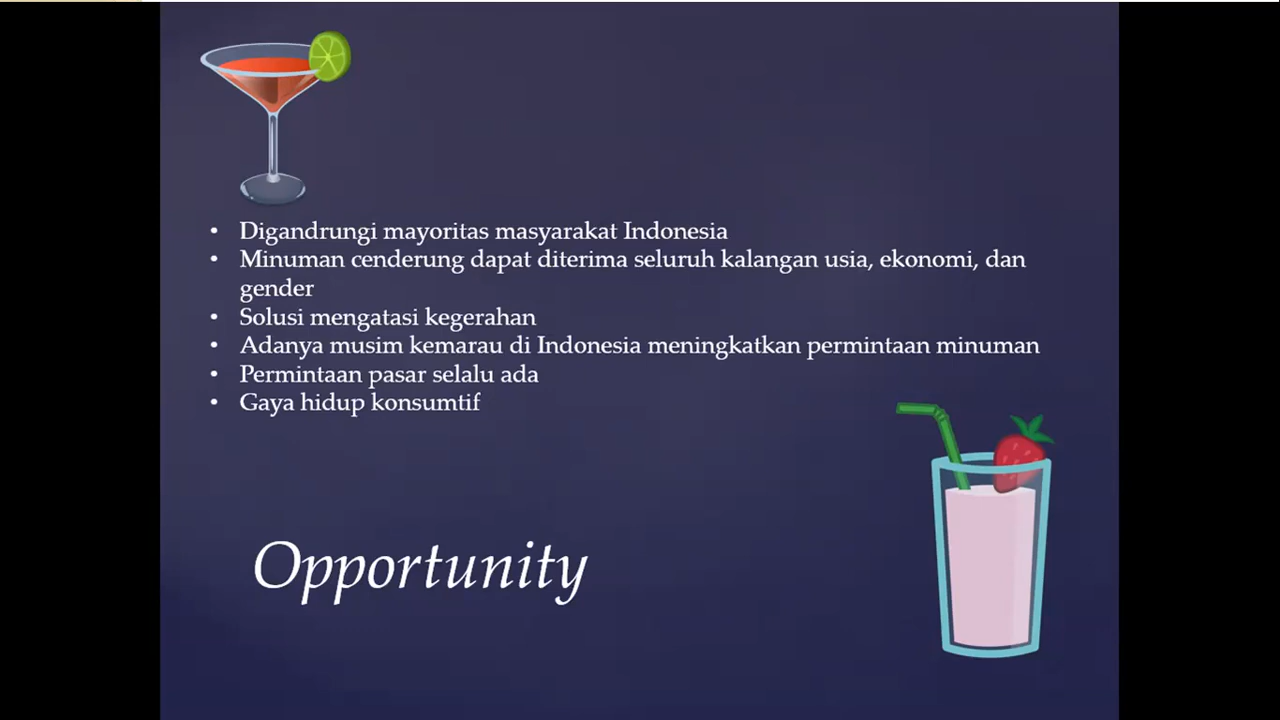 • Digandrungi mayoritas masyarakat Indonesia
• Minuman cenderung dapat diterima seluruh kalangan usia, ekonomi, dan
gender
• Solusi mengatasi kegerahan
• Adanya musim kemarau di Indonesia meningkatkan permintaan minuman
• Permintaan pasar selalu ada
• Gaya hidup konsumtif
Opportunity